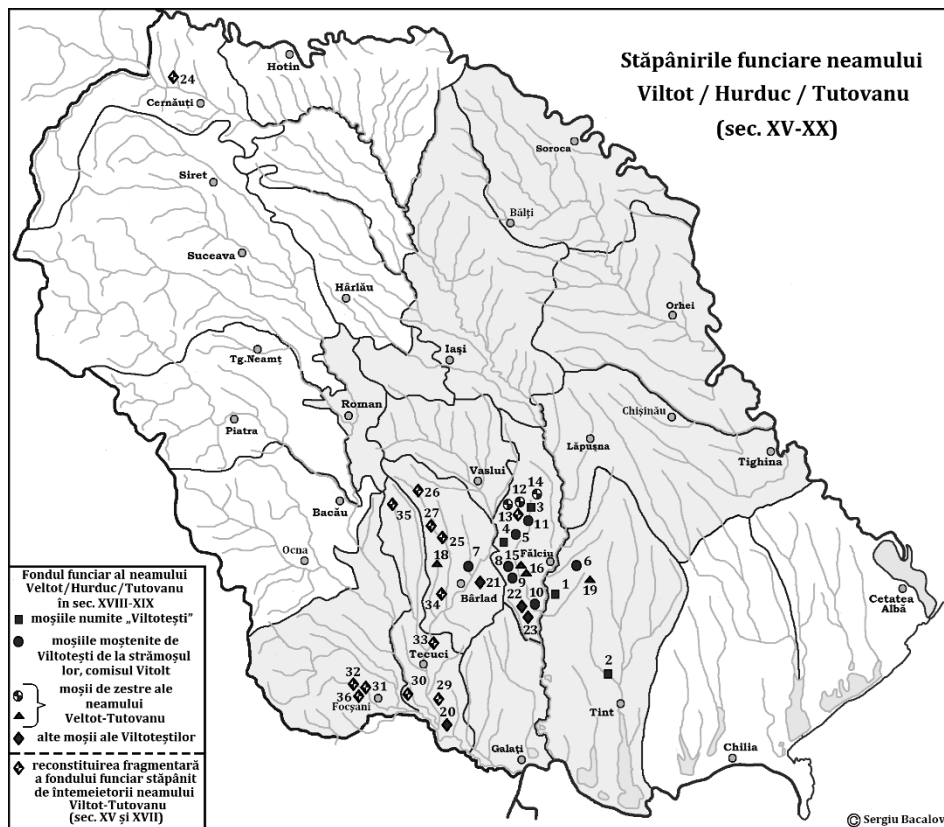 Stăpânirile funciare neamului
Viltot / Hurduc / Tutovanu
(sec. XV-XX)
Hotin
24
Cernăuți
Soroca
Siret
Bălți
Suceava
Hârlău
Orhei
Iași
Tg.Neamț
Roman
Chișinău
Piatra
Lăpușna
Tighina
Vaslui
14
26
12
3
35
13
Bacău
11
27
4
5
25
Ocna
18
7
15
Fălciu
8
6
16
1
21
9
19
Bârlad
22
10
34
Cetatea
Albă
23
33
Tecuci
2
32
31
30
29
36
Focșani
20
Tint
Galați
Chilia
Fondul funciar al neamului
Veltot/Hurduc/Tutovanu
în sec. XVIII-XIX
moșiile numite „Viltotești”
moșiile moștenite de
Viltotești de la strămoșul
lor, comisul Vitolt
moșii de zestre ale
neamului
Veltot-Tutovanu
alte moșii ale Viltoteștilor
reconstituirea fragmentară
a fondului funciar stăpânit
de întemeietorii neamului
Viltot-Tutovanu
(sec. XV și XVII)
© Sergiu Bacalov